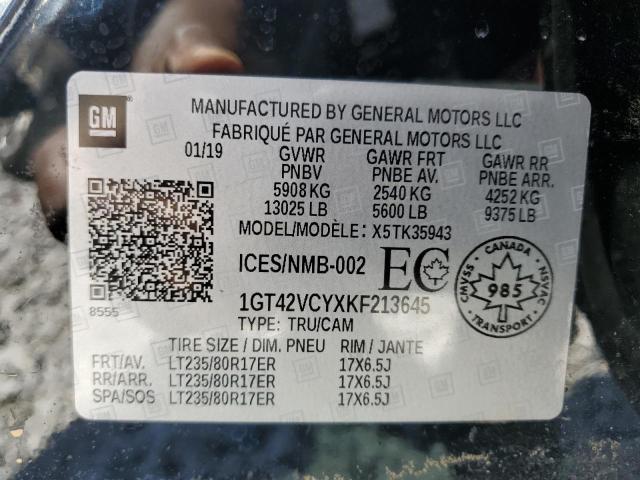 GM
MANUFACTURED BY GENERAL MOTORS LLC
FABRIQUÉ PAR GENERAL MOTORS LLC
01/19 GVWR GAWR FRT GAWR RR
PNBV PNBE AV. PNBE ARR.
5908 KG 2540 KG 4252 KG
13025 LB 5600 LB 9375 LB
MODEL/MODÈLE: X5TK35943
ICES/NMB-002 EC
CANADA
CMVSS 985 NSVAC
TRANSPORT
8555
1GT42VCYXKF213645
TYPE: TRU/CAM
TIRE SIZE / DIM. PNEU RIM / JANTE
FRT/AV. LT235/80R17ER 17X6.5J
RR/ARR. LT235/80R17ER 17X6.5J
SPA/SOS LT235/80R17ER 17X6.5J